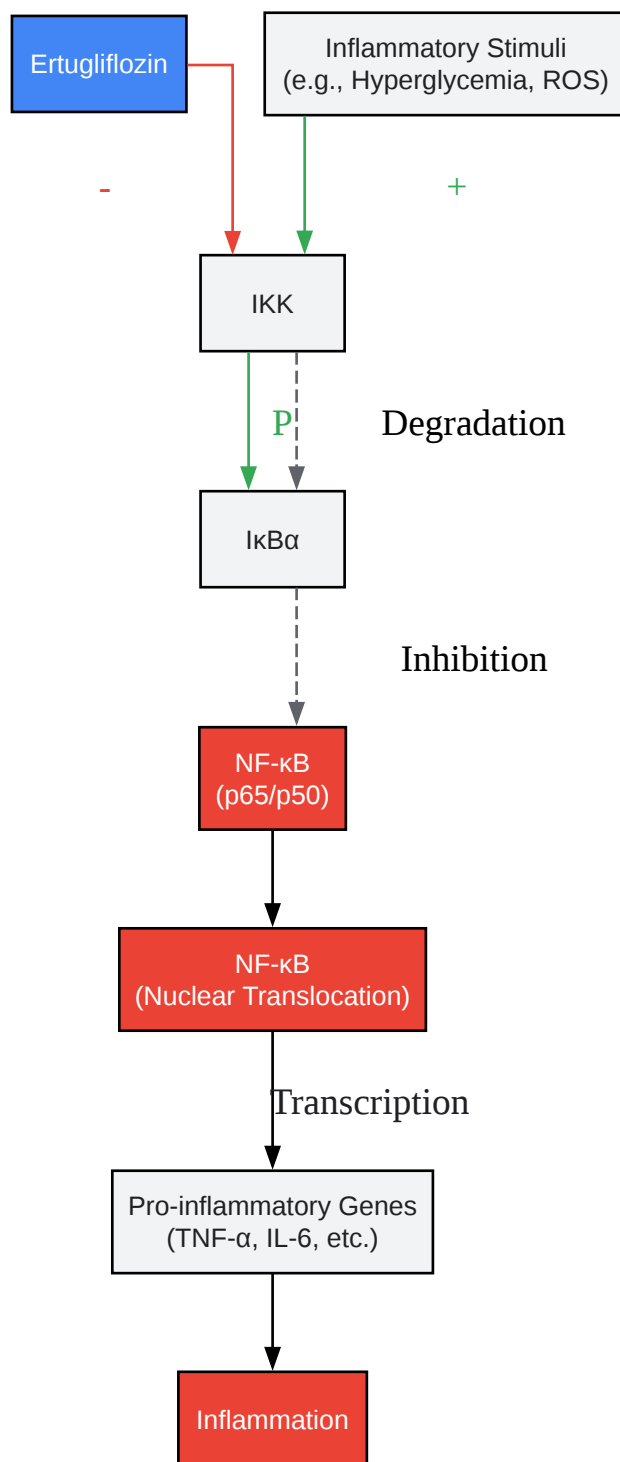 Ertugliflozin
Inflammatory Stimuli
(e.g., Hyperglycemia, ROS)
-
+
IKK
P
Degradation
IκBα
Inhibition
NF-κB
(p65/p50)
NF-κB
(Nuclear Translocation)
Transcription
Pro-inflammatory Genes
(TNF-α, IL-6, etc.)
Inflammation